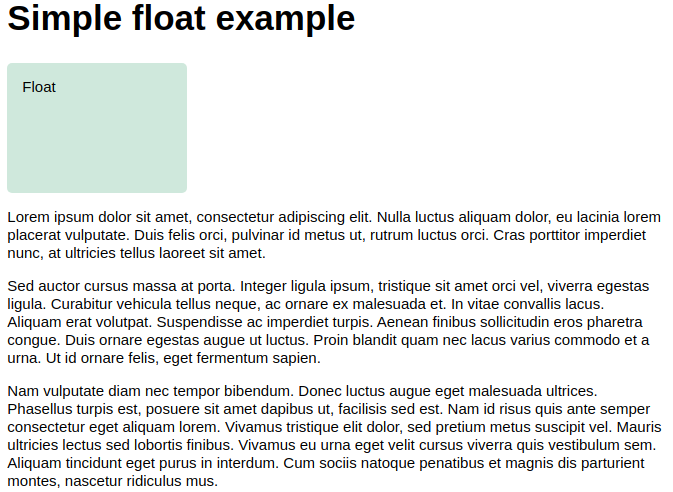 Simple float example
Float
Lorem ipsum dolor sit amet, consectetur adipiscing elit. Nulla luctus aliquam dolor, eu lacinia lorem
placerat vulputate. Duis felis orci, pulvinar id metus ut, rutrum luctus orci. Cras porttitor imperdiet
nunc, at ultricies tellus laoreet sit amet.
Sed auctor cursus massa at porta. Integer ligula ipsum, tristique sit amet orci vel, viverra egestas
ligula. Curabitur vehicula tellus neque, ac ornare ex malesuada et. In vitae convallis lacus.
Aliquam erat volutpat. Suspendisse ac imperdiet turpis. Aenean finibus sollicitudin eros pharetra
congue. Duis ornare egestas augue ut luctus. Proin blandit quam nec lacus varius commodo et a
urna. Ut id ornare felis, eget fermentum sapien.
Nam vulputate diam nec tempor bibendum. Donec luctus augue eget malesuada ultrices.
Phasellus turpis est, posuere sit amet dapibus ut, facilisis sed est. Nam id risus quis ante semper
consectetur eget aliquam lorem. Vivamus tristique elit dolor, sed pretium metus suscipit vel. Mauris
ultricies lectus sed lobortis finibus. Vivamus eu urna eget velit cursus viverra quis vestibulum sem.
Aliquam tincidunt eget purus in interdum. Cum sociis natoque penatibus et magnis dis parturient
montes, nascetur ridiculus mus.